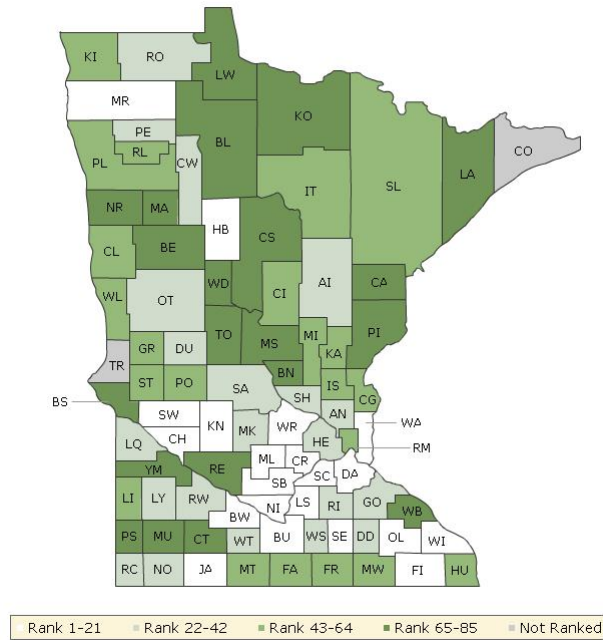 KI RO LW
KO
MR
CO
PE
BL
PL RL CW
LA
IT SL
NR MA
HB
CS
CL BE
CA
WD AI
CI
WL OT
TO MI PI
MS
GR DU KA
TR
BN
ST PO IS
SA CG
SH
BS
SW AN
KN WR WA
MK
CH HE
LQ RM
ML CR
YM RE SC DA
SB
LI LY RW LS RI GO
NI WB
BW
PS MU CT WT BU WS SE DD OL WI
RC NO JA MT FA FR MW FI HU
Rank 1-21 Rank 22-42 Rank 43-64 Rank 65-85 Not Ranked